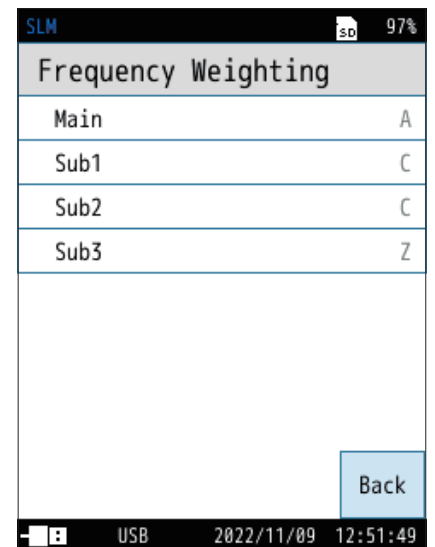 SLM SD 97%
Frequency Weighting
Main A
Sub1 C
Sub2 C
Sub3 Z
Back
USB 2022/11/09 12:51:49